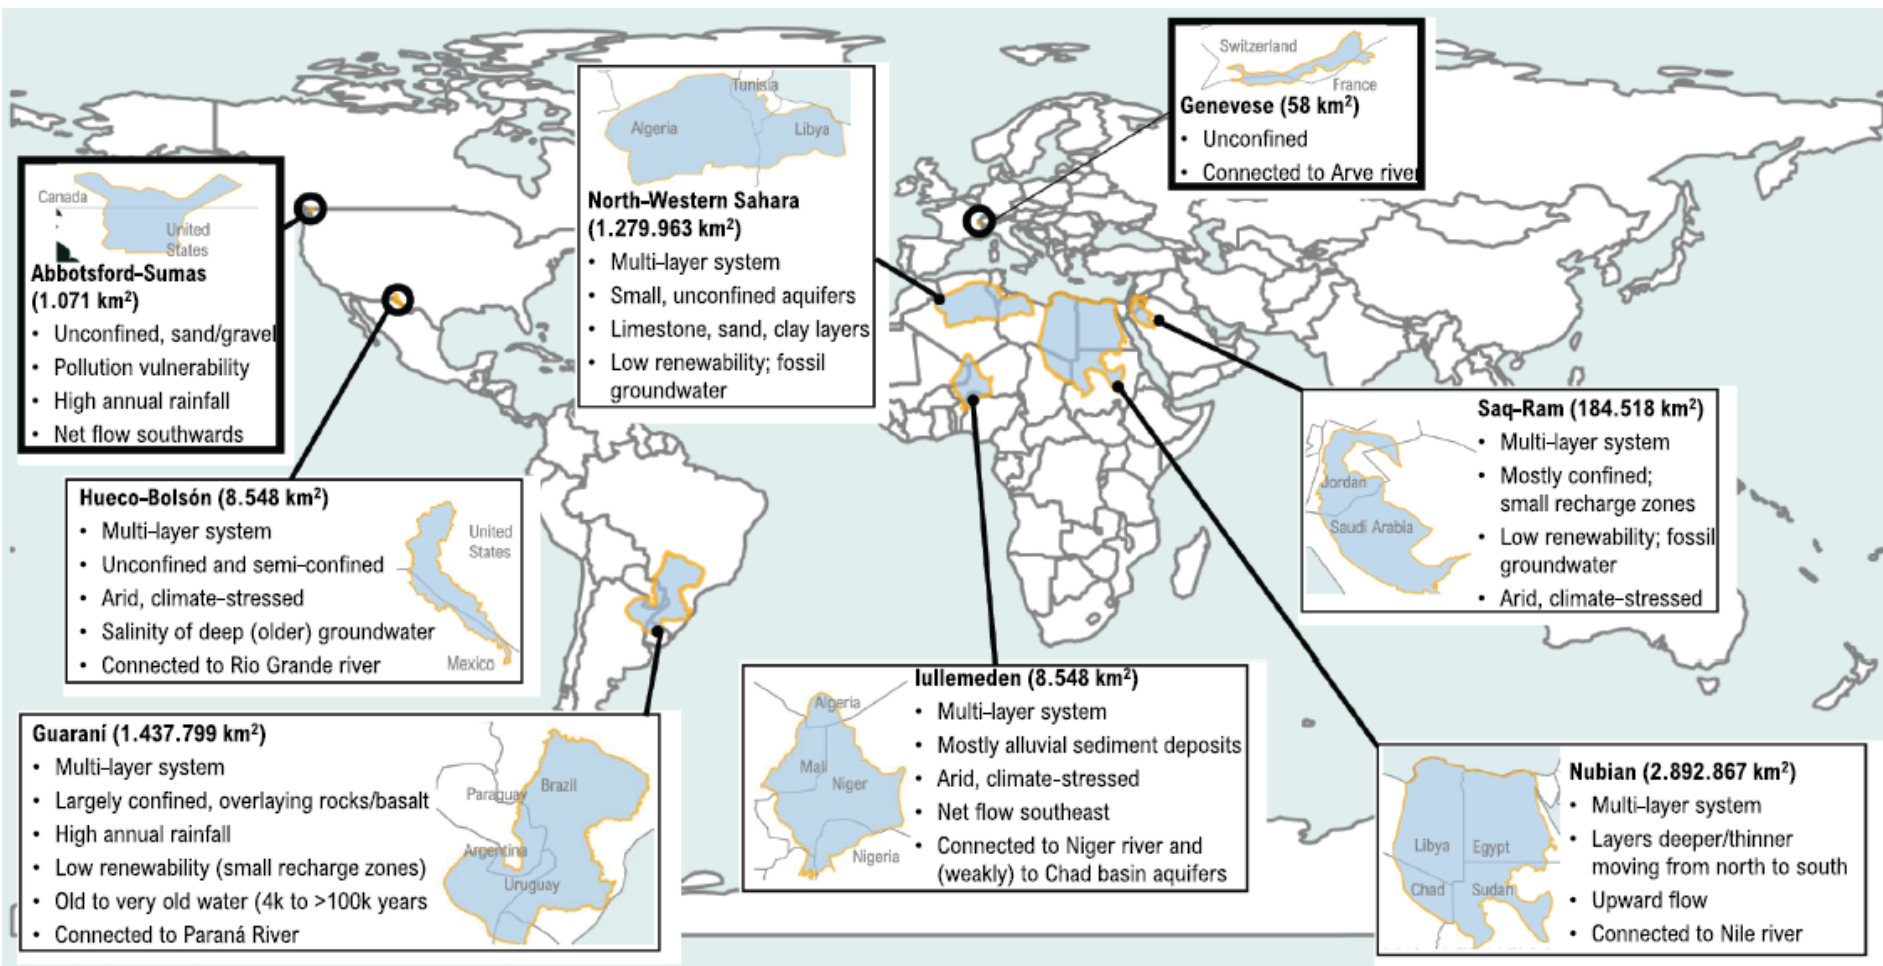 Switzerland
France
Genevese (58 km²)
• Unconfined
• Connected to Arve river
Tunisia
Algeria
Libya
North-Western Sahara
(1.279.963 km²)
• Multi-layer system
• Small, unconfined aquifers
• Limestone, sand, clay layers
• Low renewability; fossil
groundwater
Canada
United
States
Abbotsford-Sumas
(1.071 km²)
• Unconfined, sand/gravel
• Pollution vulnerability
• High annual rainfall
• Net flow southwards
Hueco-Bolsón (8.548 km²)
• Multi-layer system
• Unconfined and semi-confined
• Arid, climate-stressed
• Salinity of deep (older) groundwater
• Connected to Rio Grande river
United
States
Mexico
Saq-Ram (184.518 km²)
• Multi-layer system
• Mostly confined;
small recharge zones
• Low renewability; fossil
groundwater
• Arid, climate-stressed
Jordan
Saudi Arabia
Guaraní (1.437.799 km²)
• Multi-layer system
• Largely confined, overlaying rocks/basalt
• High annual rainfall
• Low renewability (small recharge zones)
• Old to very old water (4k to >100k years
• Connected to Paraná River
Brazil
Paraguay
Argentina
Uruguay
Iullemeden (8.548 km²)
• Multi-layer system
• Mostly alluvial sediment deposits
• Arid, climate-stressed
• Net flow southeast
• Connected to Niger river and
(weakly) to Chad basin aquifers
Algeria
Mali
Niger
Nigeria
Nubian (2.892.867 km²)
• Multi-layer system
• Layers deeper/thinner
moving from north to south
• Upward flow
• Connected to Nile river
Libya
Egypt
Chad
Sudan